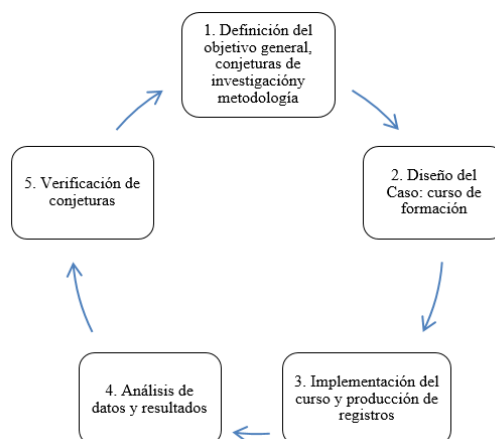 1. Definición del
objetivo general,
conjeturas de
investigacióny
metodología
2. Diseño del
Caso: curso de
formación
3. Implementación del
curso y producción de
registros
4. Análisis de
datos y resultados
5. Verificación de
conjeturas